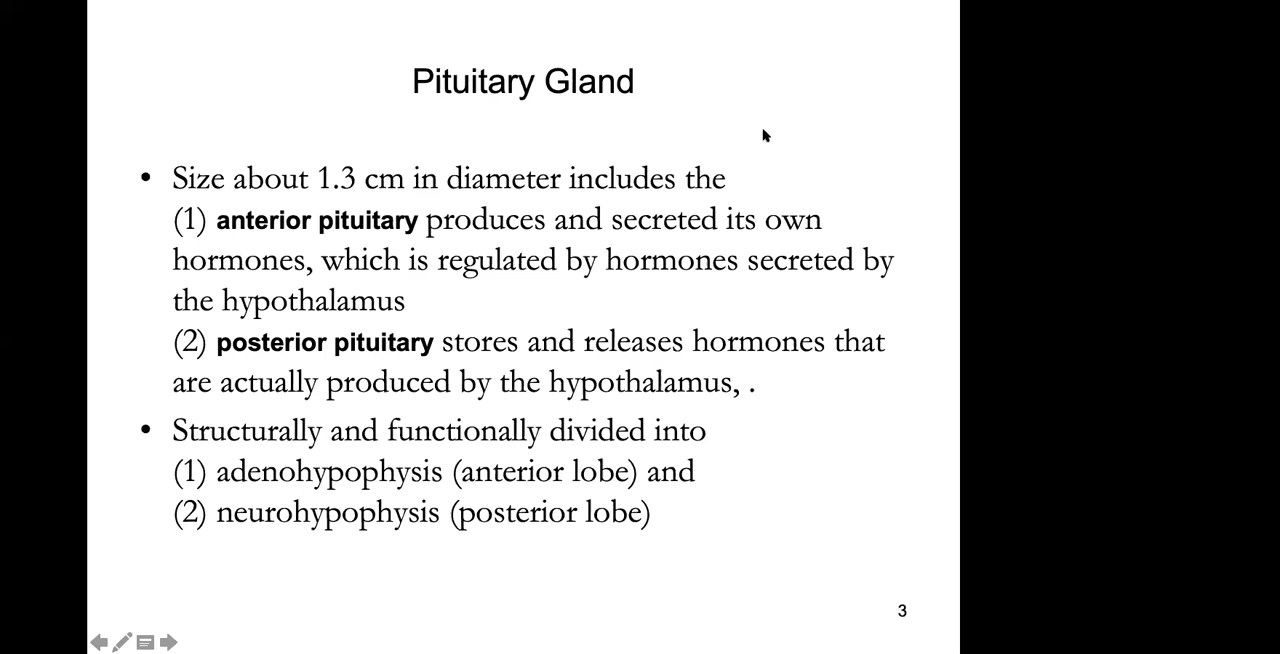 Pituitary Gland
• Size about 1.3 cm in diameter includes the
(1) anterior pituitary produces and secreted its own
hormones, which is regulated by hormones secreted by
the hypothalamus
(2) posterior pituitary stores and releases hormones that
are actually produced by the hypothalamus, .
• Structurally and functionally divided into
(1) adenohypophysis (anterior lobe) and
(2) neurohypophysis (posterior lobe)
3